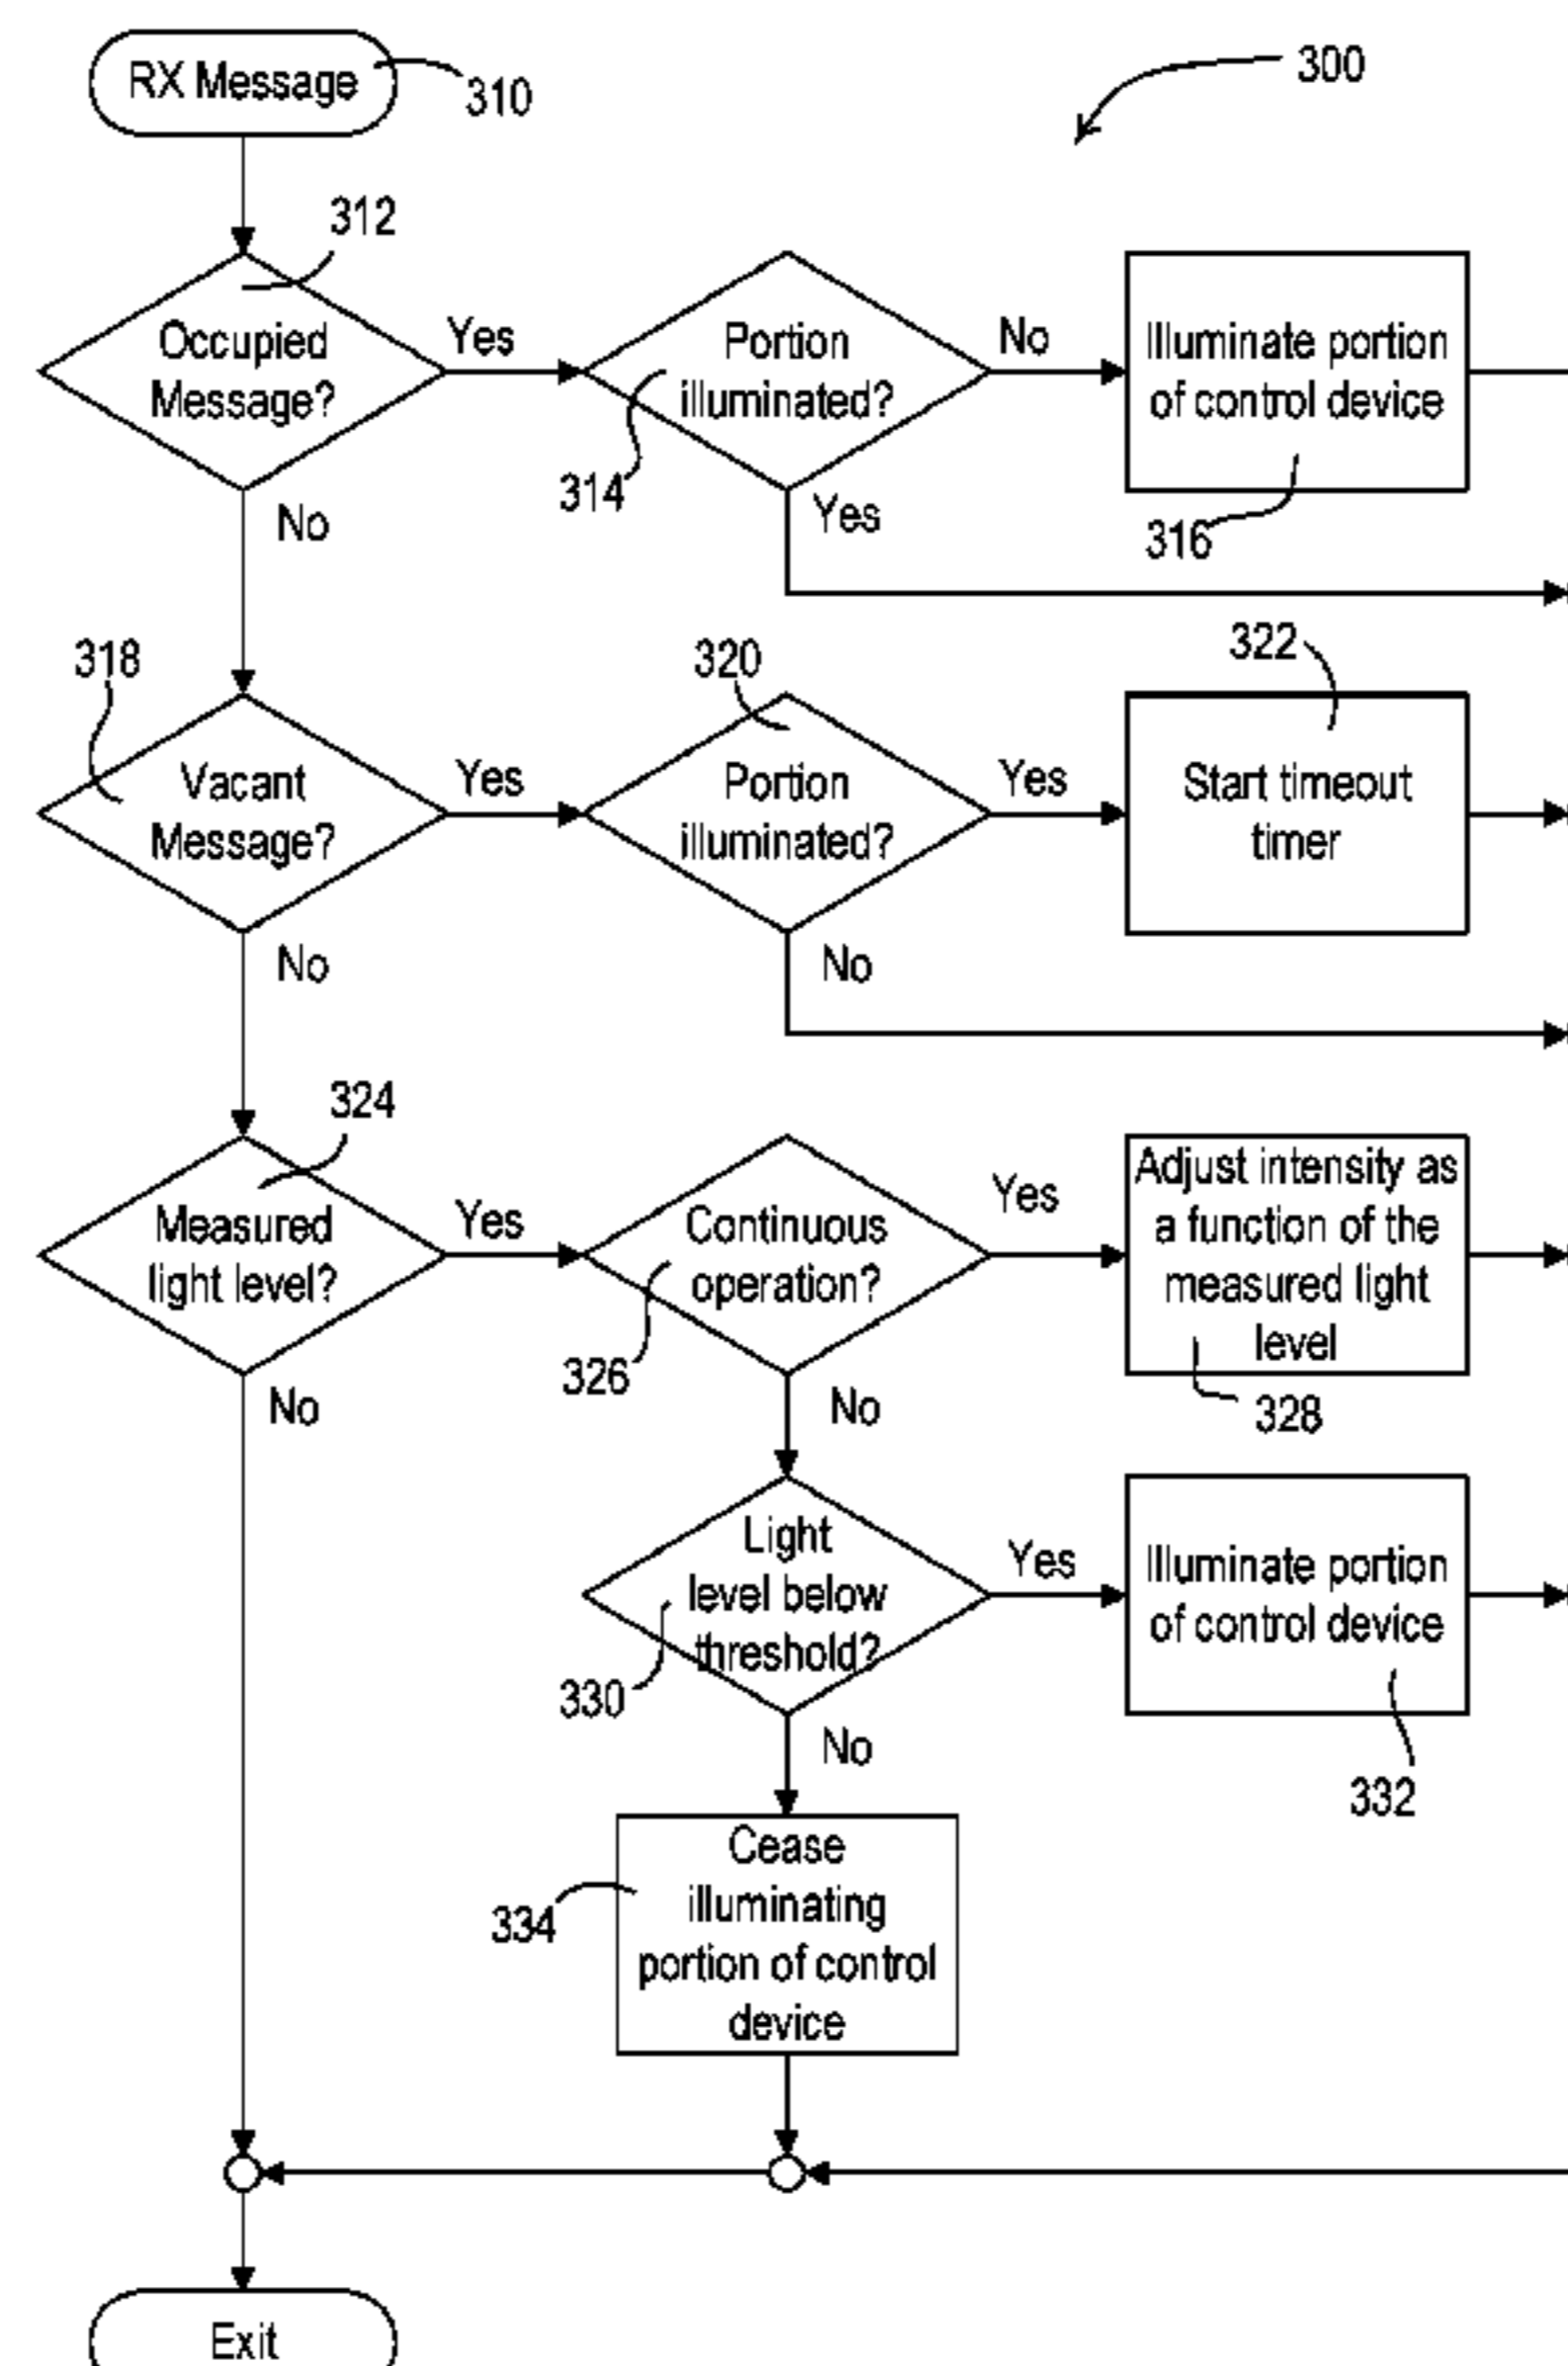 RX Message
310
300
312
Occupied
Message?
Yes
No
Portion
illuminated?
314
No
Yes
Illuminate portion
of control device
316
318
Vacant
Message?
Yes
No
320
Portion
illuminated?
Yes
No
322
Start timeout
timer
324
Measured
light level?
Yes
No
Continuous
operation?
326
Yes
No
Adjust intensity as
a function of the
measured light
level
328
Light
level below
threshold?
330
Yes
No
Illuminate portion
of control device
332
Cease
illuminating
portion of control
device
334
Exit